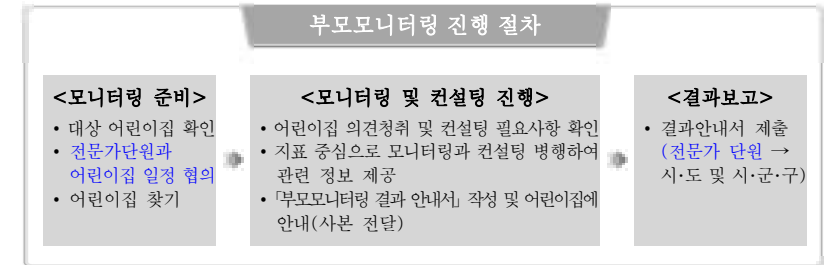 부모모니터링 진행 절차
<모니터링 준비>
• 대상 어린이집 확인
• 전문가단원과
어린이집 일정 협의
• 어린이집 찾기
<모니터링 및 컨설팅 진행>
• 어린이집 의견청취 및 컨설팅 필요사항 확인
• 지표 중심으로 모니터링과 컨설팅 병행하여
관련 정보 제공
• 「부모모니터링 결과 안내서」 작성 및 어린이집에
안내(사본 전달)
<결과보고>
• 결과안내서 제출
(전문가 단원 →
시·도 및 시·군·구)